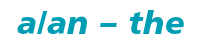 alan – the